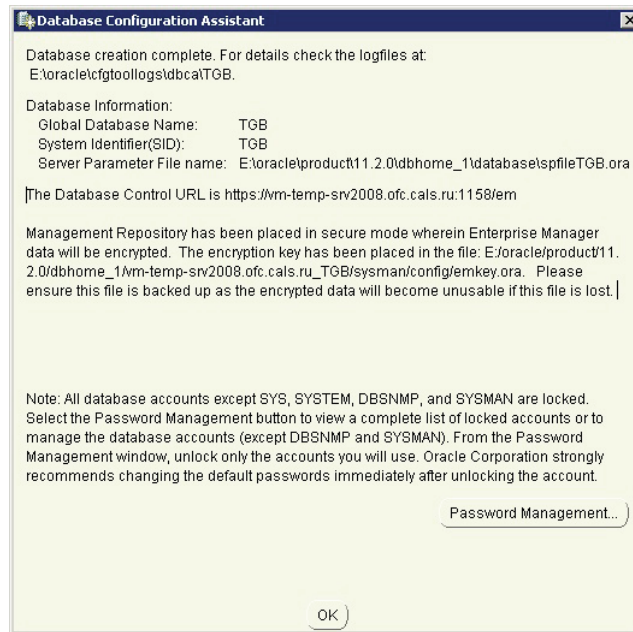 Database Configuration Assistant
Database creation complete. For details check the logfiles at:
E:\oracle\cfgtoollogs\dbca\TGB.
Database Information:
Global Database Name: TGB
System Identifier(SID): TGB
Server Parameter File name: E:\oracle\product\11.2.0\dbhome_1\database\spfileTGB.ora
The Database Control URL is https://vm-temp-srv2008.ofc.cals.ru:1158/em
Management Repository has been placed in secure mode wherein Enterprise Manager
data will be encrypted. The encryption key has been placed in the file: E:/oracle/product/11.
2.0/dbhome_1/vm-temp-srv2008.ofc.cals.ru_TGB/sysman/config/emkey.ora. Please
ensure this file is backed up as the encrypted data will become unusable if this file is lost.
Note: All database accounts except SYS, SYSTEM, DBSNMP, and SYSMAN are locked.
Select the Password Management button to view a complete list of locked accounts or to
manage the database accounts (except DBSNMP and SYSMAN). From the Password
Management window, unlock only the accounts you will use. Oracle Corporation strongly
recommends changing the default passwords immediately after unlocking the account.
Password Management...
OK